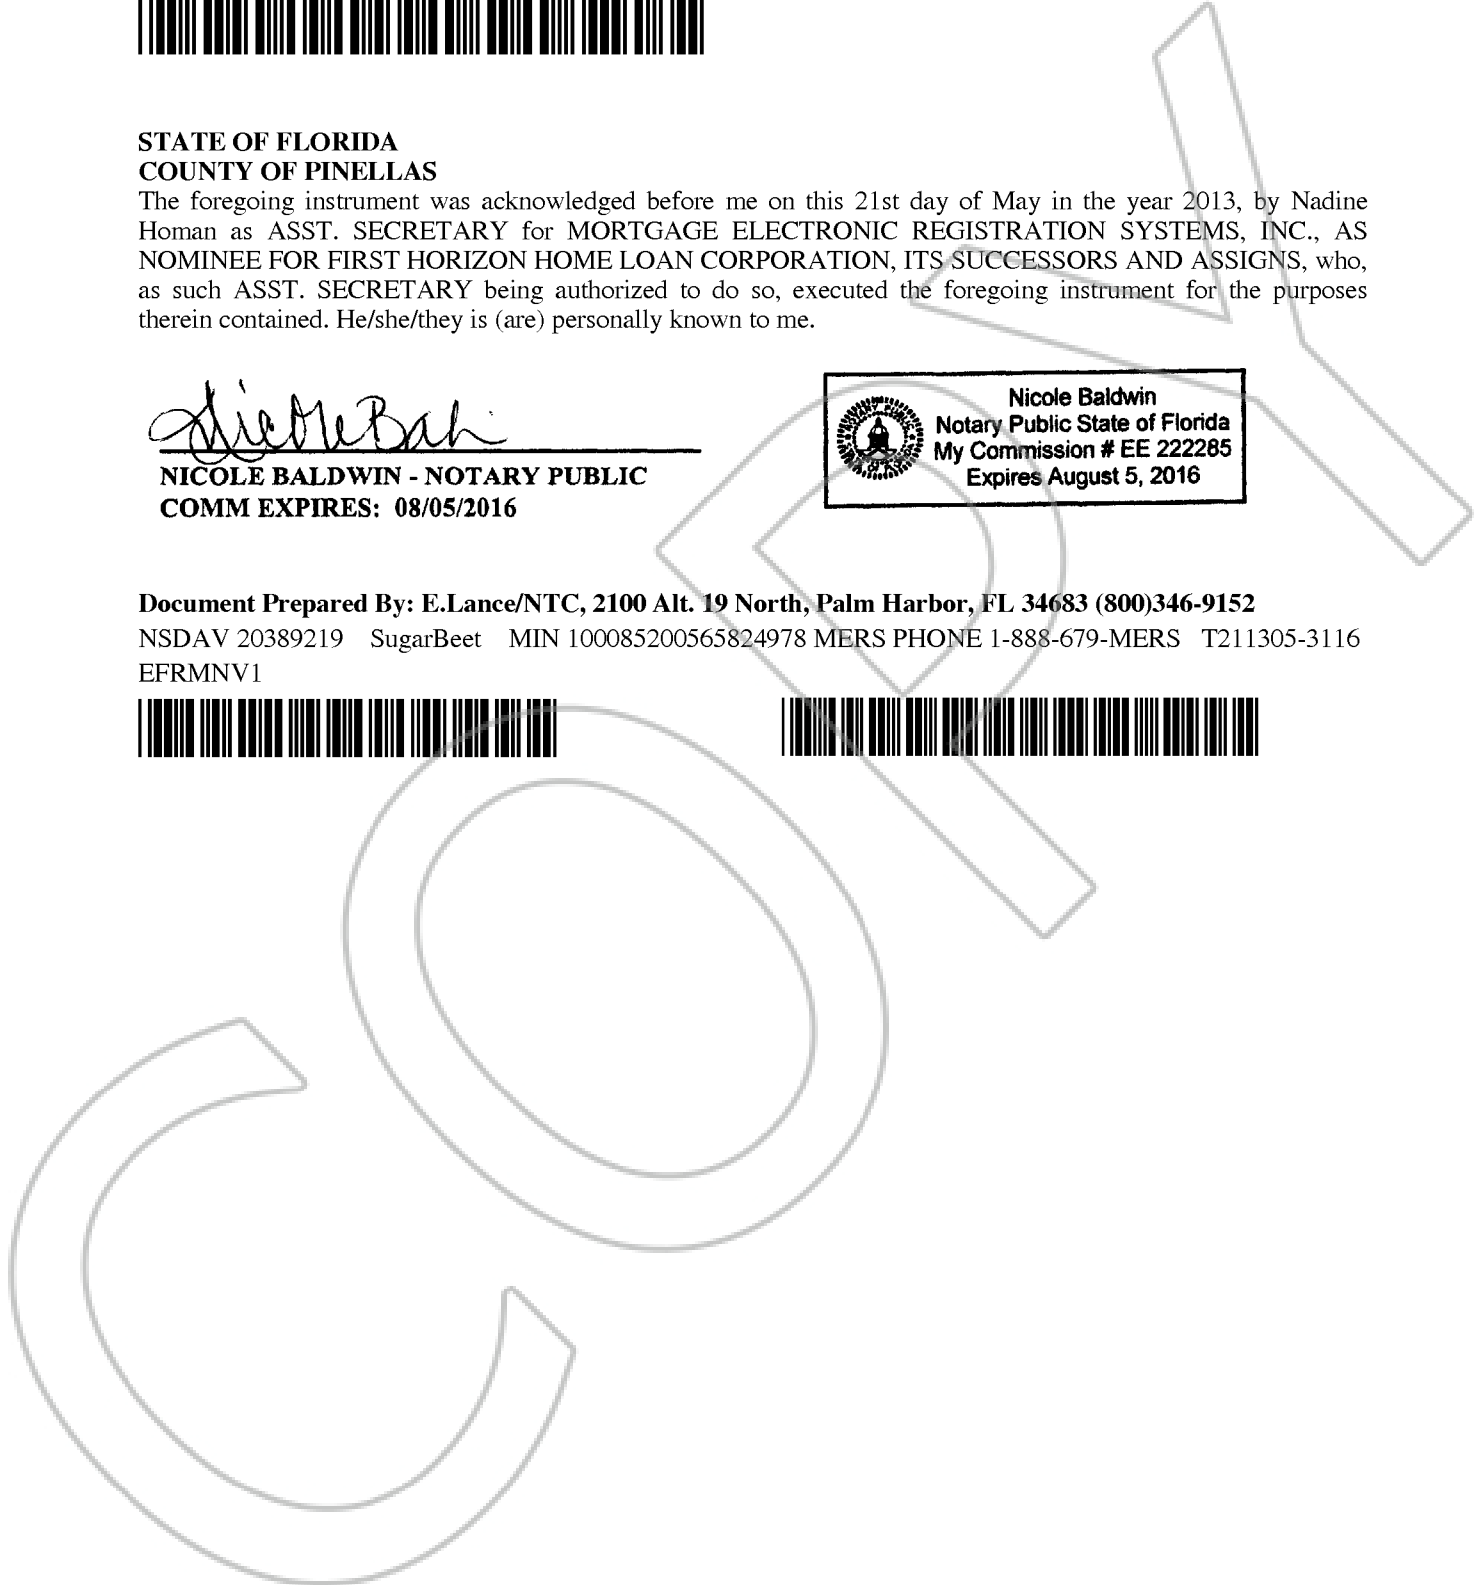 STATE OF FLORIDA
COUNTY OF PINELLAS
The foregoing instrument was acknowledged before me on this 21st day of May in the year 2013, by Nadine
Homan as ASST. SECRETARY for MORTGAGE ELECTRONIC REGISTRATION SYSTEMS, INC., AS
NOMINEE FOR FIRST HORIZON HOME LOAN CORPORATION, ITS SUCCESSORS AND ASSIGNS, who,
as such ASST. SECRETARY being authorized to do so, executed the foregoing instrument for the purposes
therein contained. He/she/they is (are) personally known to me.
Nicole Bal
NICOLE BALDWIN - NOTARY PUBLIC
COMM EXPIRES: 08/05/2016
Nicole Baldwin
Notary Public State of Florida
My Commission # EE 222285
Expires August 5, 2016
Document Prepared By: E.Lance/NTC, 2100 Alt. 19 North, Palm Harbor, FL 34683 (800)346-9152
NSDAV 20389219 SugarBeet MIN 100085200565824978 MERS PHONE 1-888-679-MERS T211305-3116
EFRMNV1
COPY